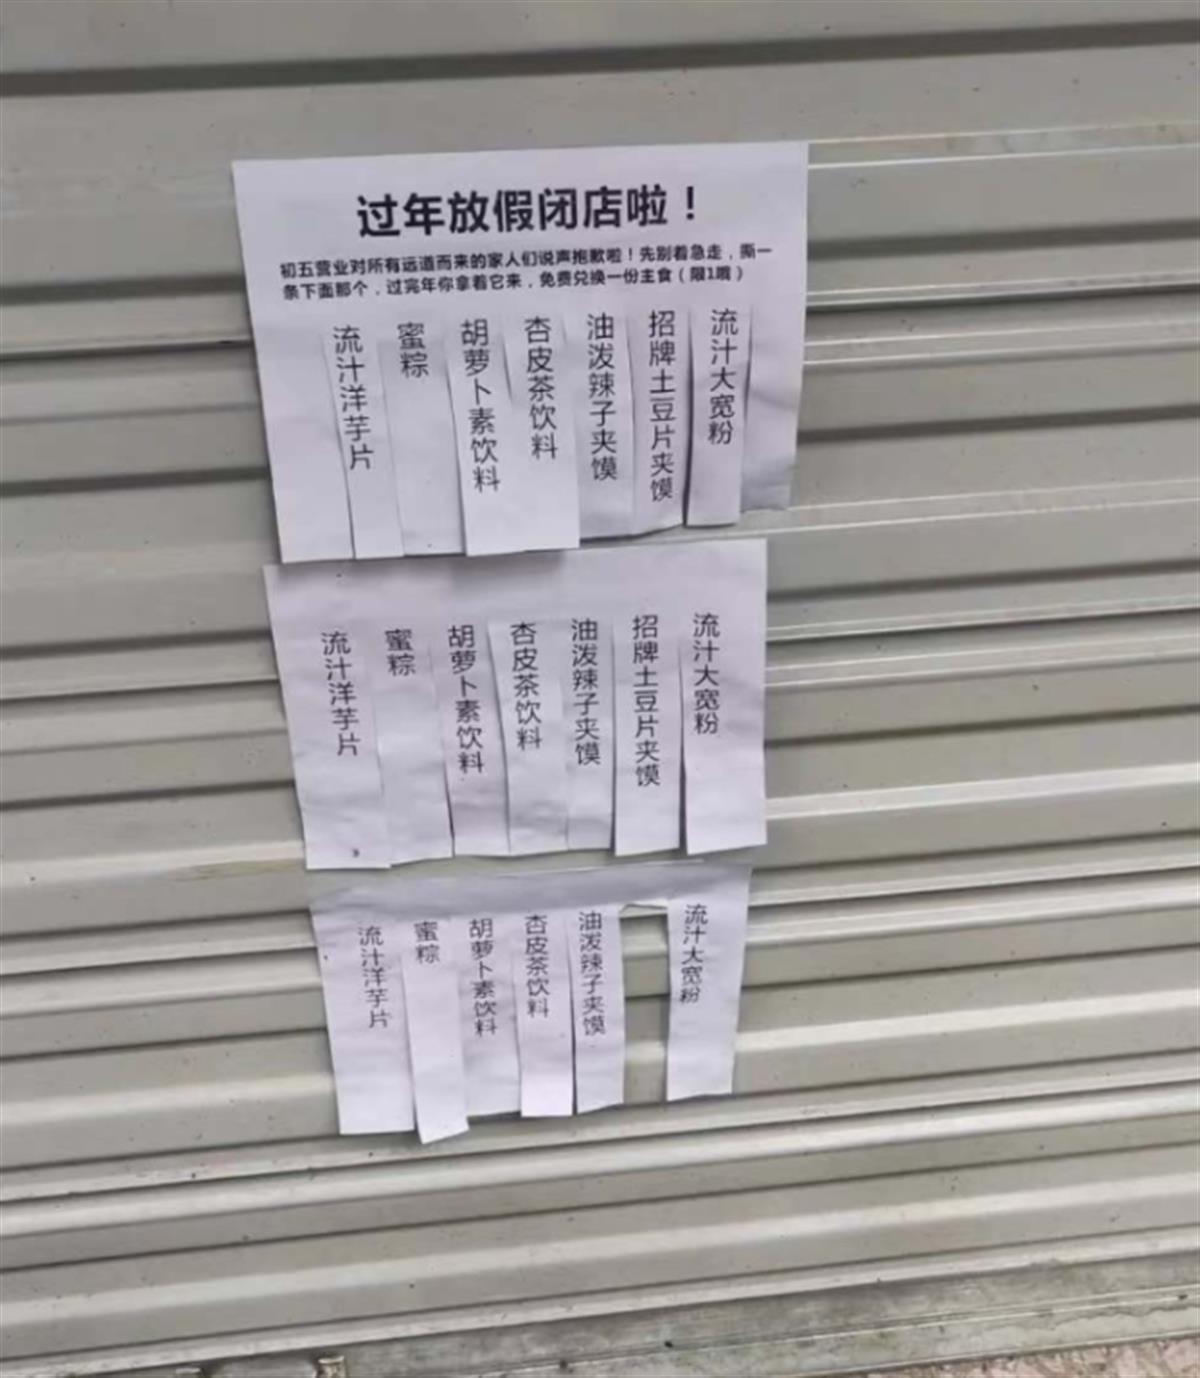 过年放假闭店啦！
初五营业对所有远道而来的家人们说声抱歉啦！先别着急走，撕一
条下面那个，过完年你拿着它来，免费兑换一份主食（限1哦）
流汁洋芋片
蜜粽
胡萝卜素饮料
杏皮茶饮料
油泼辣子夹馍
招牌土豆片夹馍
流汁大宽粉
流汁洋芋片
蜜粽
胡萝卜素饮料
杏皮茶饮料
油泼辣子夹馍
招牌土豆片夹馍
流汁大宽粉
流汁洋芋片
蜜粽
胡萝卜素饮料
杏皮茶饮料
油泼辣子夹馍
流汁大宽粉